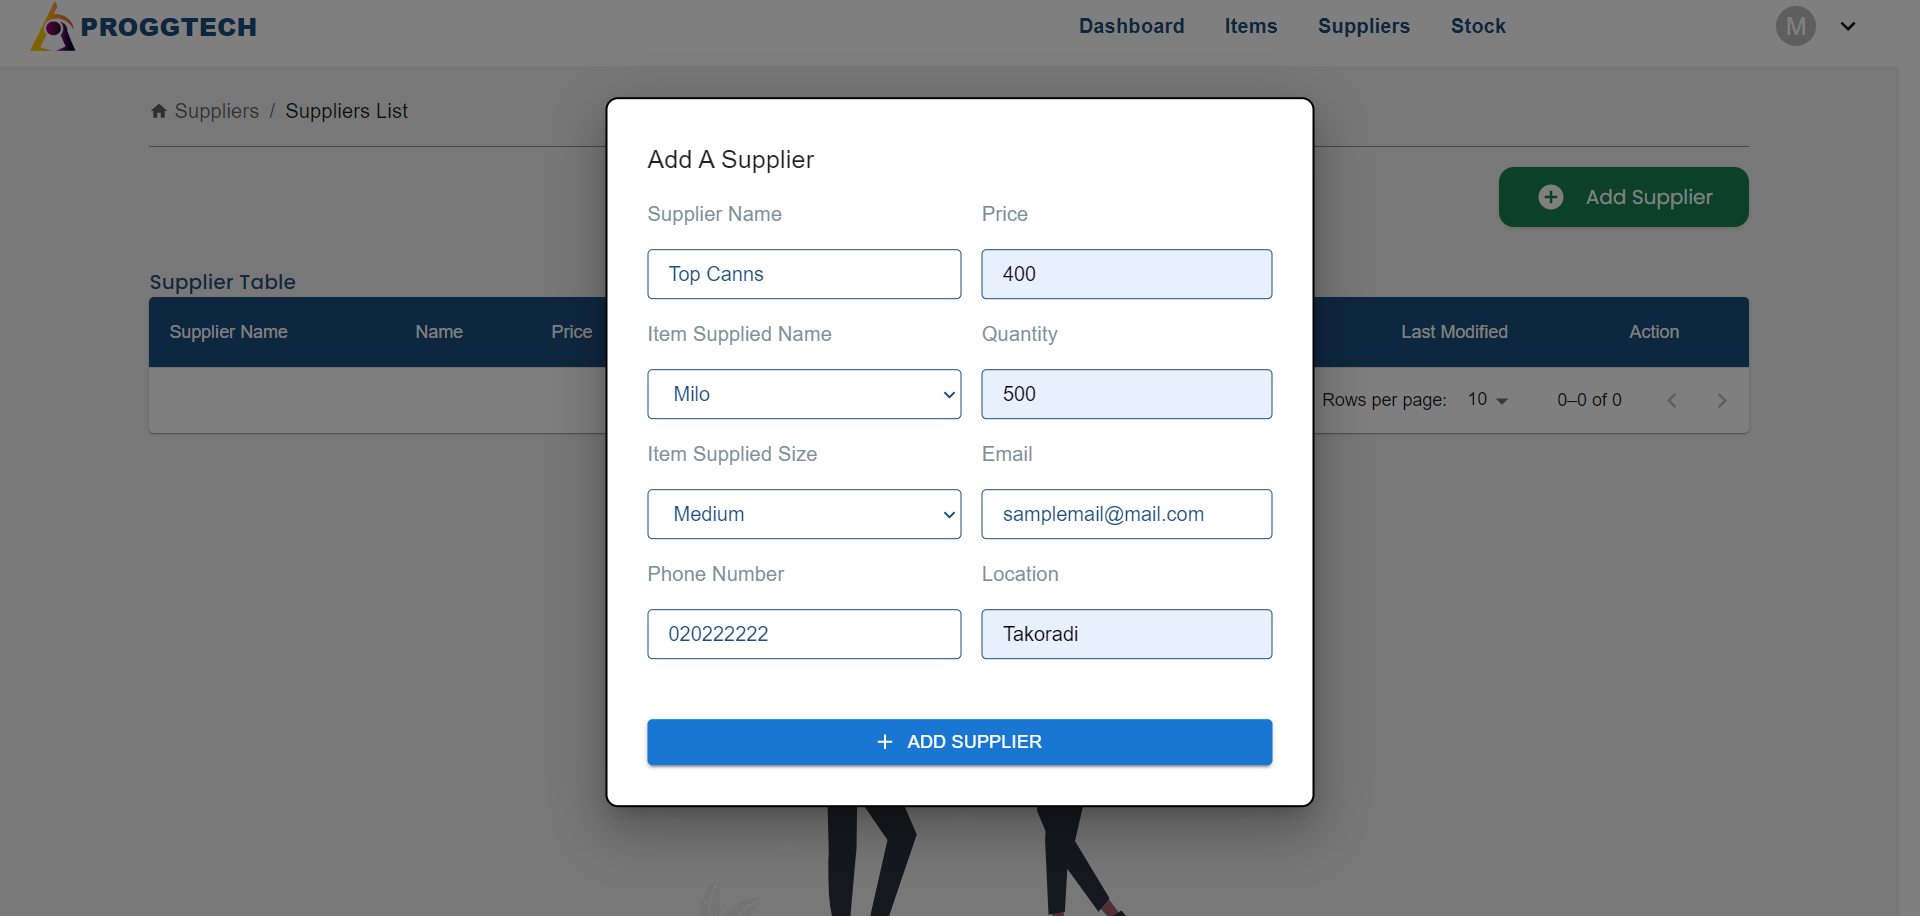 PROGGTECH
Dashboard Items Suppliers Stock
M
Suppliers / Suppliers List
Add Supplier
Supplier Table
Supplier Name Name Price Last Modified Action
Rows per page: 10 0–0 of 0
Add A Supplier
Supplier Name Price
Top Canns 400
Item Supplied Name Quantity
Milo 500
Item Supplied Size Email
Medium samplemail@mail.com
Phone Number Location
020222222 Takoradi
ADD SUPPLIER